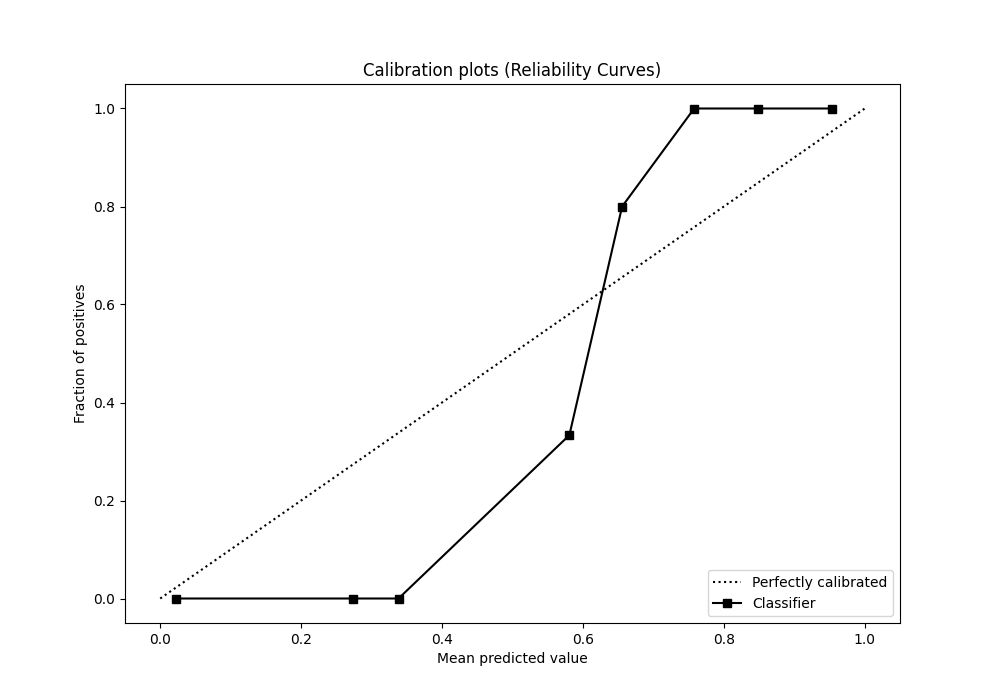 Calibration plots (Reliability Curves)
1.0
0.8
0.6
0.4
0.2
0.0
Fraction of positives
0.0 0.2 0.4 0.6 0.8 1.0
Mean predicted value
Perfectly calibrated
Classifier